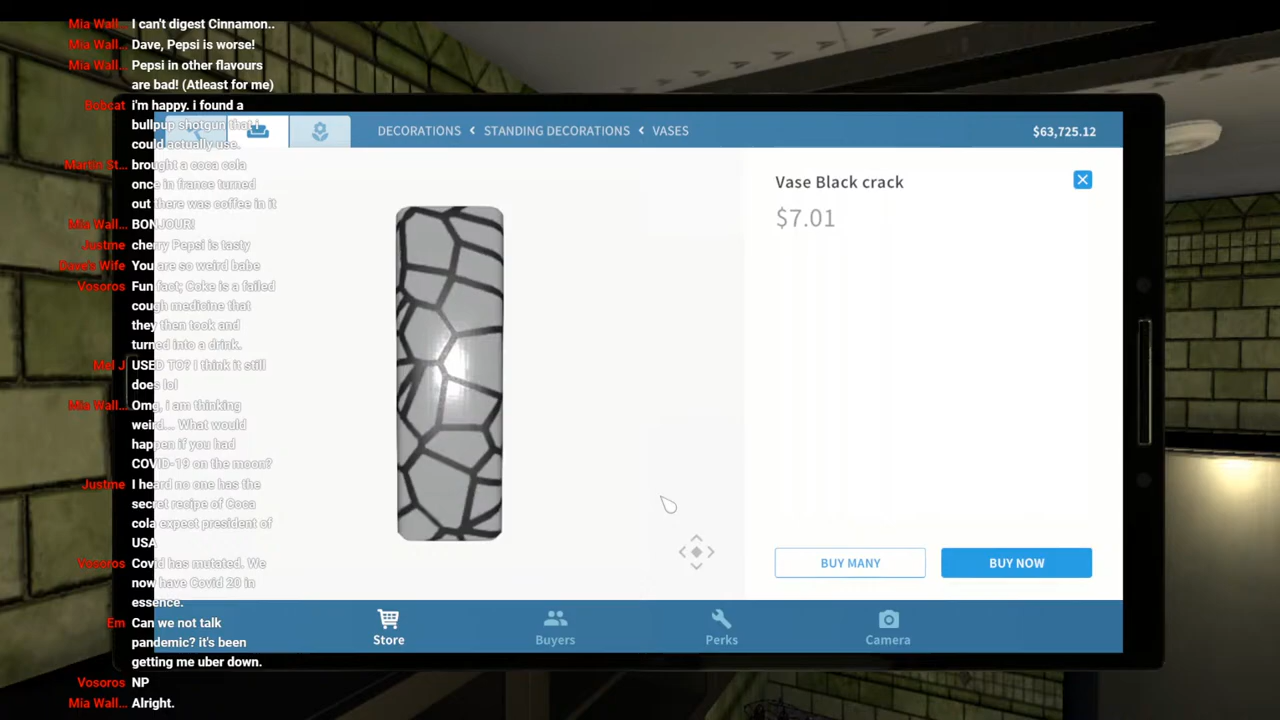 Mia Wall... I can't digest Cinnamon..
Mia Wall... Dave, Pepsi is worse!
Mia Wall... Pepsi in other flavours
are bad! (Atleast for me)
Bobcat i'm happy. i found a
bullpup shotgun that i
could actually use.
Martin St... brought a coca cola
once in france turned
out there was coffee in it
Mia Wall... BONJOUR!
Justme cherry Pepsi is tasty
Dave's Wife You are so weird babe
Vosoros Fun fact; Coke is a failed
cough medicine that
they then took and
turned into a drink.
Mel J USED TO? I think it still
does lol
Mia Wall... Omg, i am thinking
weird... What would
happen if you had
COVID-19 on the moon?
Justme I heard no one has the
secret recipe of Coca
cola expect president of
USA
Vosoros Covid has mutated. We
now have Covid 20 in
essence.
Em Can we not talk
pandemic? it's been
getting me uber down.
Vosoros NP
Mia Wall... Alright.
DECORATIONS < STANDING DECORATIONS < VASES
$63,725.12
Vase Black crack
$7.01
BUY MANY
BUY NOW
Store
Buyers
Perks
Camera